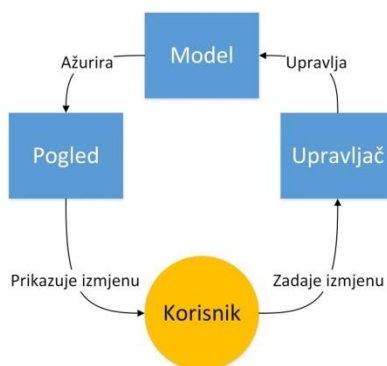 Model
Ažurira
Upravlja
Pogled
Upravljač
Prikazuje izmjenu
Zadaje izmjenu
Korisnik